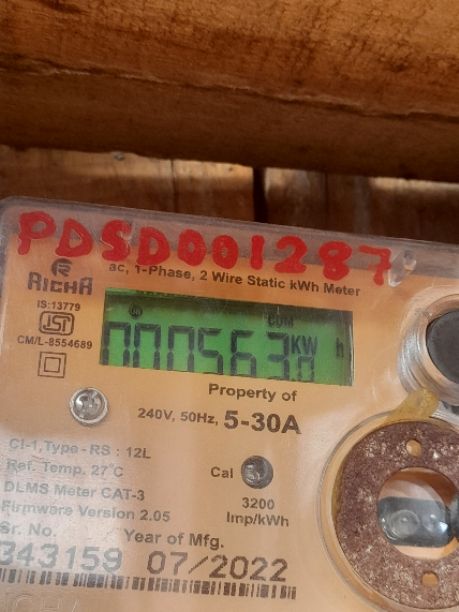 PDSD001287
ac, 1-Phase, 2 Wire Static kWh Meter
RICHA
IS:13779
ISI
CM/L-8554689
COM
000563 KW h
Property of
240V, 50Hz, 5-30A
Cl-1,Type - RS : 12L
Ref. Temp. 27°C
DLMS Meter CAT-3
Firmware Version 2.05
Cal
3200
Imp/kWh
Sr. No. Year of Mfg.
343159 07/2022